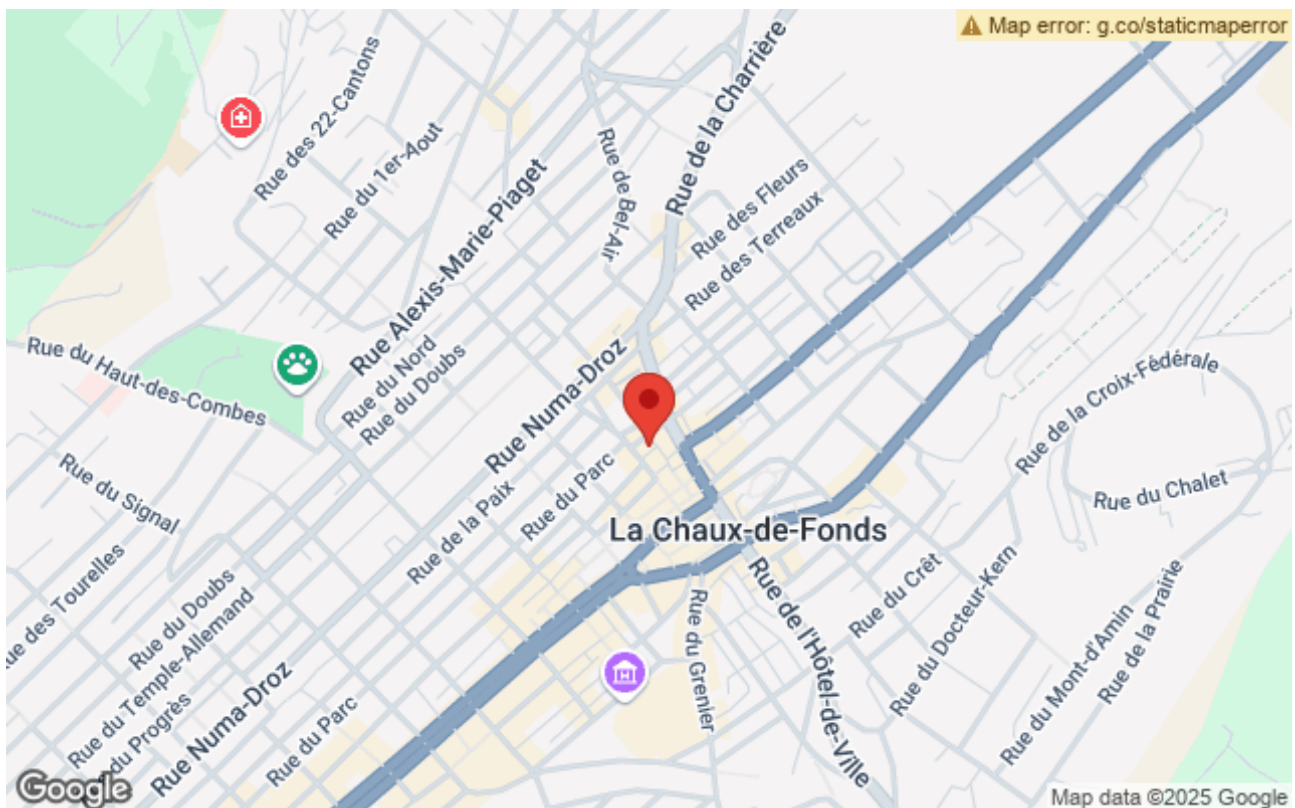 Map error: g.co/staticmaperror
Rue des 22-Cantons
Rue du 1er-Aout
Rue de la Charrière
Rue de Bel-Air
Rue des Fleurs
Rue des Terreaux
Rue Alexis-Marie-Piaget
Rue du Nord
Rue du Doubs
Rue du Haut-des-Combes
Rue Numa-Droz
Rue de la Croix-Fédérale
Rue du Signal
Rue du Parc
Rue de la Paix
Rue du Chalet
La Chaux-de-Fonds
Rue des Tourelles
Rue du Doubs
Rue du Temple-Allemand
du Progrès
Rue Numa-Droz
Rue du Parc
Rue du Grenier
Rue de l'Hôtel-de-Ville
Rue du Crêt
Rue du Docteur-Kern
Rue du Mont-d'Amin
Rue de la Prairie
Google
Map data ©2025 Google